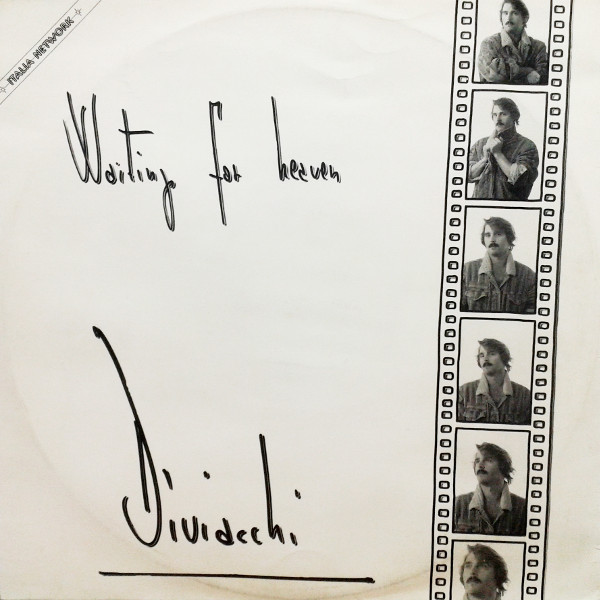 ITALIA NETWORK
Waiting for heaven
Diviacchi